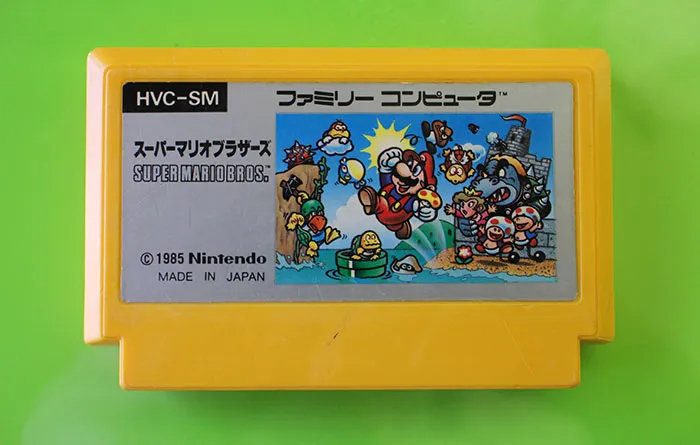 HVC-SM
ファミリー コンピュータ™
スーパーマリオブラザーズ
SUPER MARIO BROS.™
© 1985 Nintendo
MADE IN JAPAN